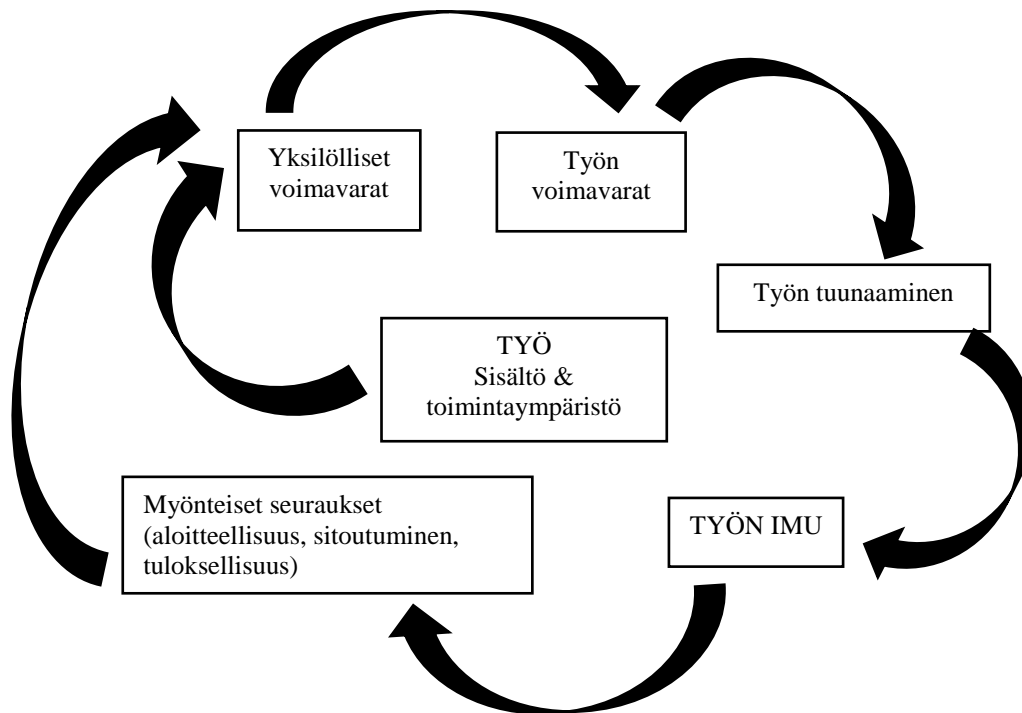 Yksilölliset
voimavarat
Työn
voimavarat
Työn tuunaaminen
TYÖ
Sisältö &
toimintaympäristö
Myönteiset seuraukset
(aloitteellisuus, sitoutuminen,
tuloksellisuus)
TYÖN IMU